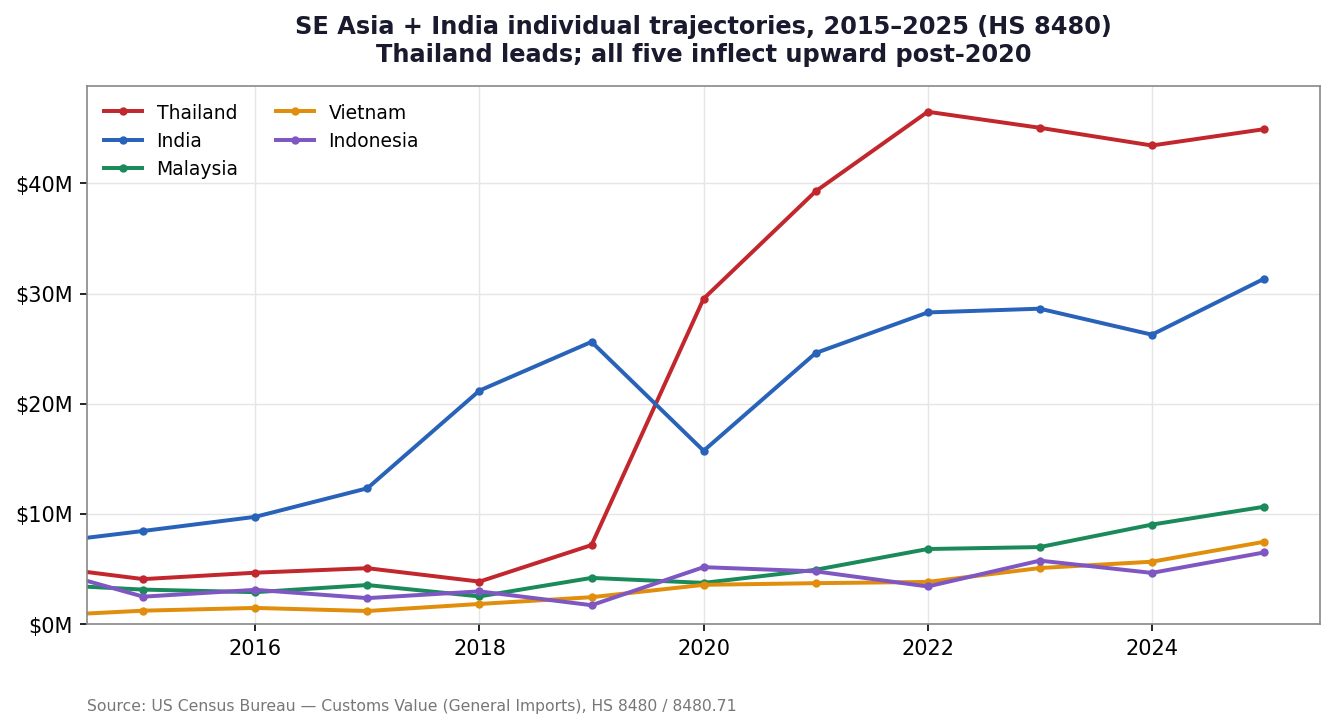 SE Asia + India individual trajectories, 2015–2025 (HS 8480)
Thailand leads; all five inflect upward post-2020
Thailand
India
Malaysia
Vietnam
Indonesia
$40M
$30M
$20M
$10M
$0M
2016
2018
2020
2022
2024
Source: US Census Bureau — Customs Value (General Imports), HS 8480 / 8480.71